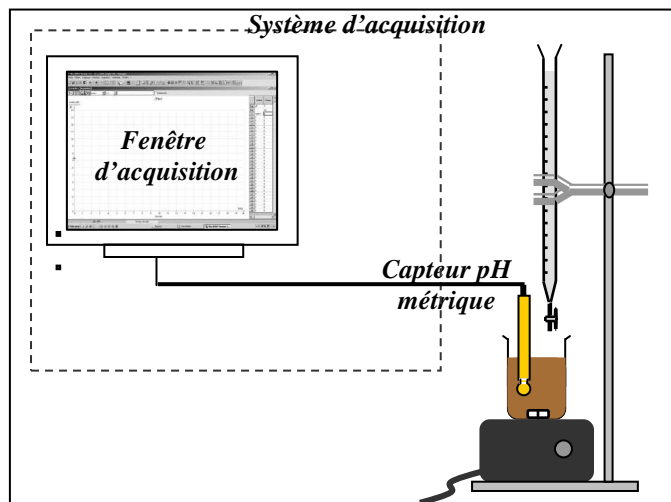 Système d'acquisition
Fenêtre
d'acquisition
Capteur pH
métrique